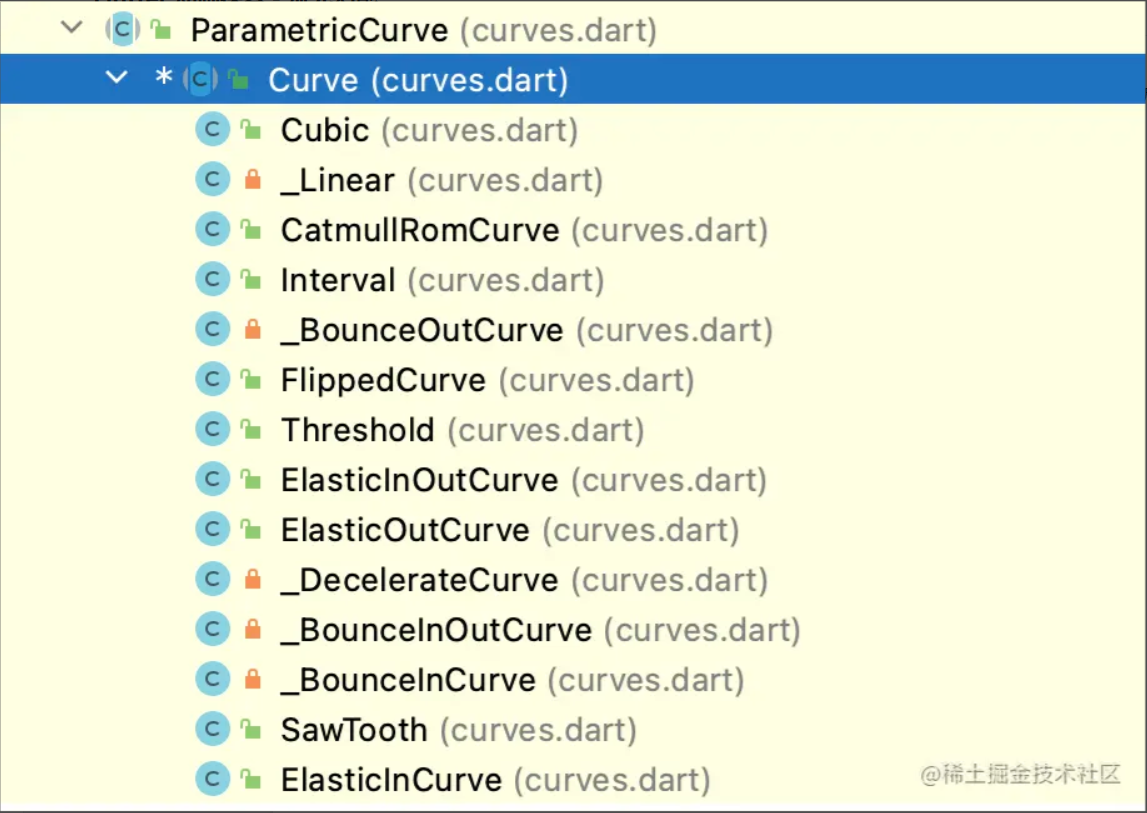 ParametricCurve (curves.dart)
* Curve (curves.dart)
Cubic (curves.dart)
_Linear (curves.dart)
CatmullRomCurve (curves.dart)
Interval (curves.dart)
_BounceOutCurve (curves.dart)
FlippedCurve (curves.dart)
Threshold (curves.dart)
ElasticInOutCurve (curves.dart)
ElasticOutCurve (curves.dart)
_DecelerateCurve (curves.dart)
_BounceInOutCurve (curves.dart)
_BounceInCurve (curves.dart)
SawTooth (curves.dart)
ElasticInCurve (curves.dart)
@稀土掘金技术社区